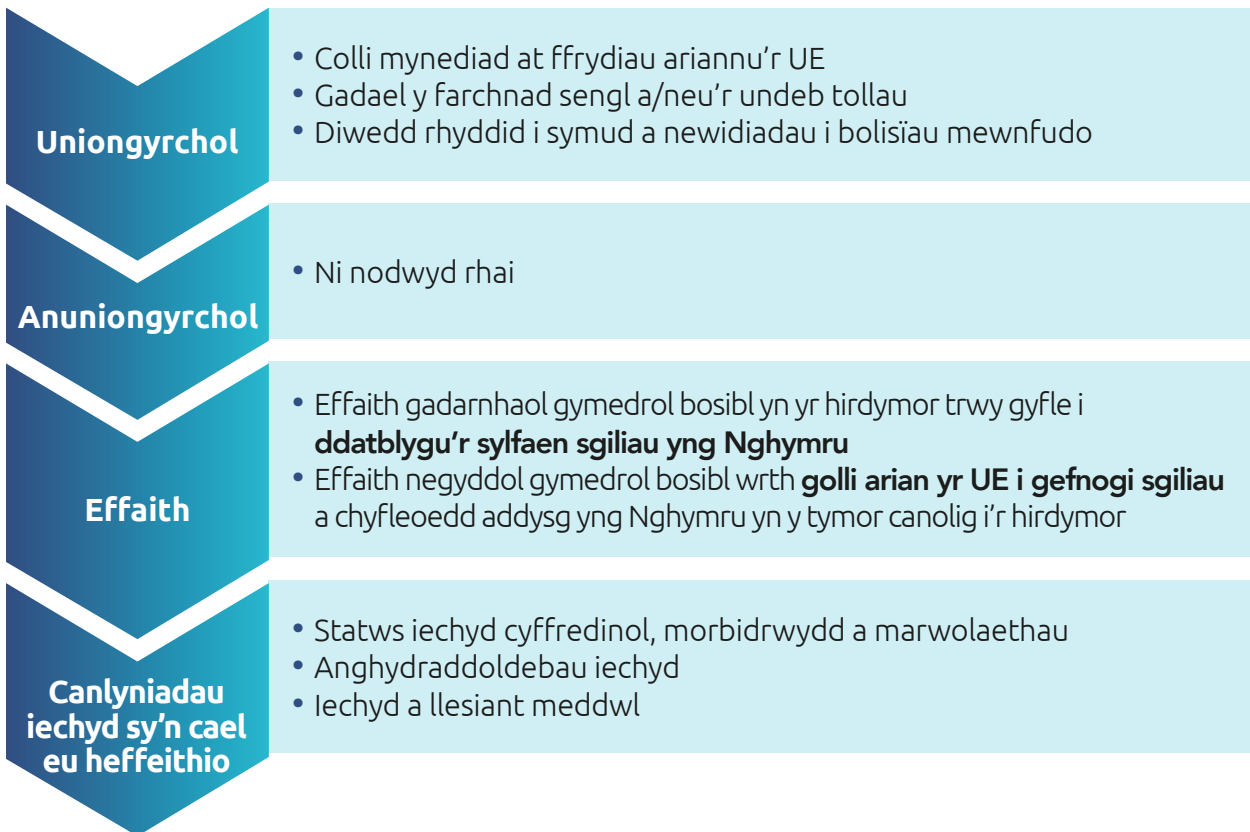 Uniongyrchol
• Colli mynediad at ffrydiau ariannu'r UE
• Gadael y farchnad sengl a/neu'r undeb tollau
• Diwedd rhyddid i symud a newidiadau i bolisïau mewnfudo
Anuniongyrchol
• Ni nodwyd rhai
Effaith
• Effaith gadarnhaol gymedrol bosibl yn yr hirdymor trwy gyfle i
ddatblygu'r sylfaen sgiliau yng Nghymru
• Effaith negyddol gymedrol bosibl wrth golli arian yr UE i gefnogi sgiliau
a chyfleoedd addysg yng Nghymru yn y tymor canolig i'r hirdymor
Canlyniadau
iechyd sy'n cael
eu heffeithio
• Statws iechyd cyffredinol, morbidrwydd a marwolaethau
• Anghydraddoldebau iechyd
• Iechyd a llesiant meddwl